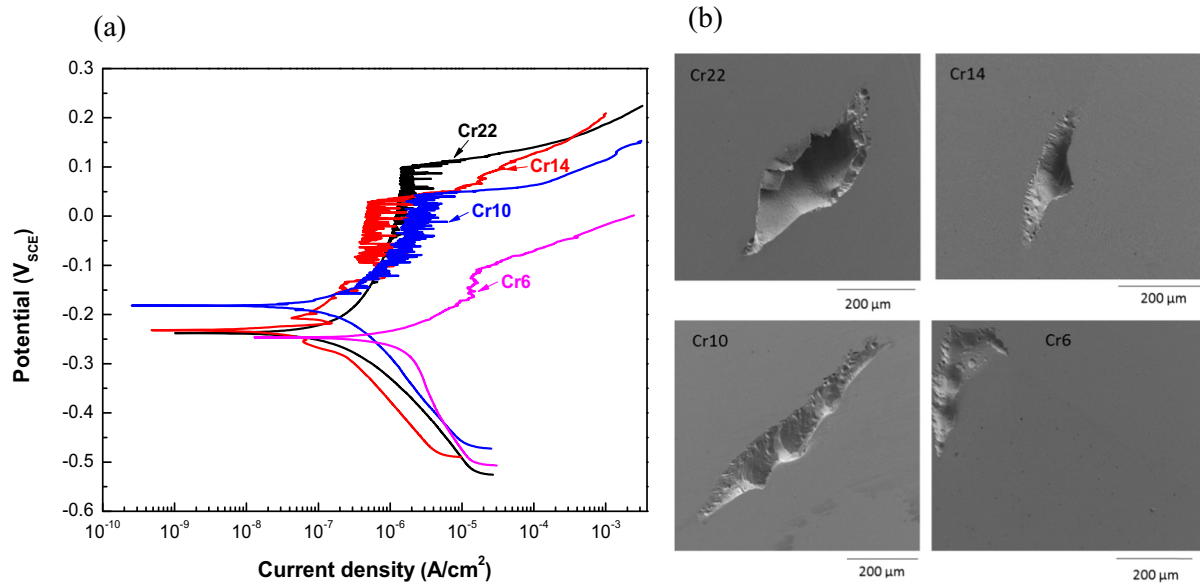 (a)
(b)
0.3
0.2
0.1
0.0
-0.1
-0.2
-0.3
-0.4
-0.5
-0.6
Potential (V_SCE)
Cr22
Cr14
Cr10
Cr6
10⁻¹⁰ 10⁻⁹ 10⁻⁸ 10⁻⁷ 10⁻⁶ 10⁻⁵ 10⁻⁴ 10⁻³
Current density (A/cm²)
Cr22
200 µm
Cr14
200 µm
Cr10
200 µm
Cr6
200 µm